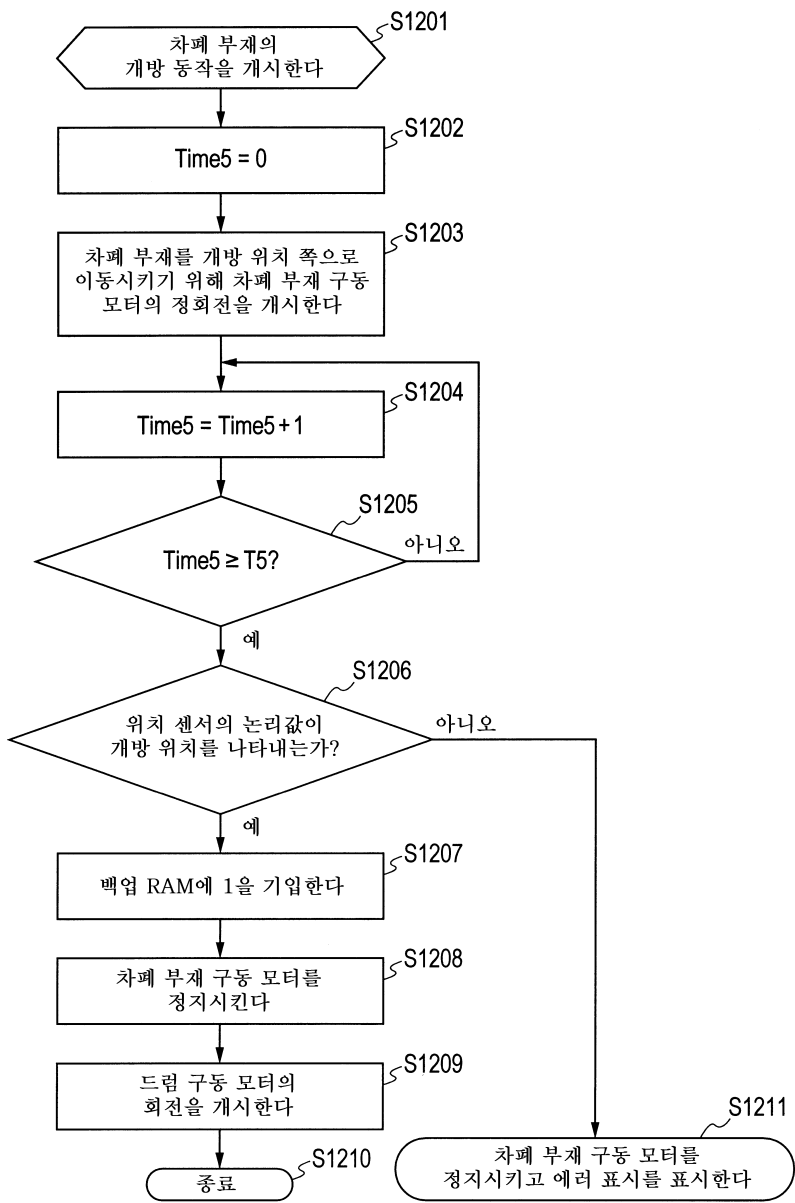 S1201
차폐 부재의
개방 동작을 개시한다
S1202
Time5 = 0
S1203
차폐 부재를 개방 위치 쪽으로
이동시키기 위해 차폐 부재 구동
모터의 정회전을 개시한다
S1204
Time5 = Time5 + 1
S1205
Time5 ≥ T5?
아니오
예
S1206
위치 센서의 논리값이
개방 위치를 나타내는가?
아니오
예
S1207
백업 RAM에 1을 기입한다
S1208
차폐 부재 구동 모터를
정지시킨다
S1209
드럼 구동 모터의
회전을 개시한다
S1210
종료
S1211
차폐 부재 구동 모터를
정지시키고 에러 표시를 표시한다